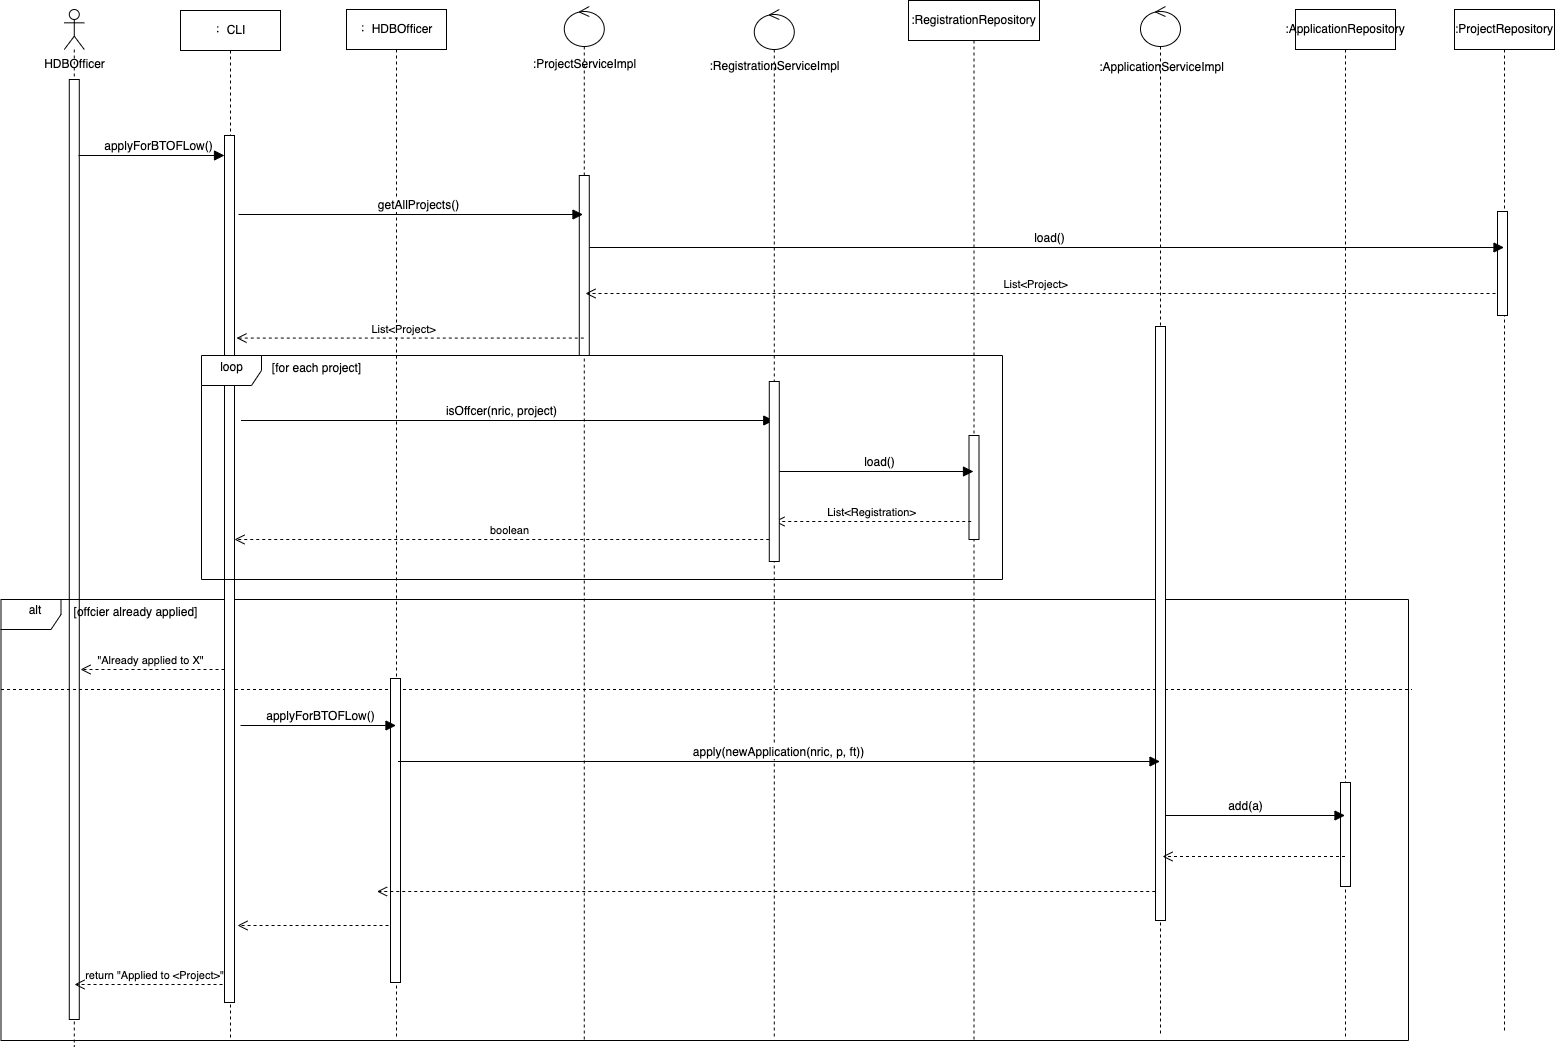 HDBOfficer
: CLI
: HDBOfficer
:ProjectServiceImpl
:RegistrationServiceImpl
:RegistrationRepository
:ApplicationServiceImpl
:ApplicationRepository
:ProjectRepository
applyForBTOFLow()
getAllProjects()
load()
List<Project>
List<Project>
loop
[for each project]
isOffcer(nric, project)
load()
List<Registration>
boolean
alt
[offcier already applied]
"Already applied to X"
applyForBTOFLow()
apply(newApplication(nric, p, ft))
add(a)
return "Applied to <Project>"